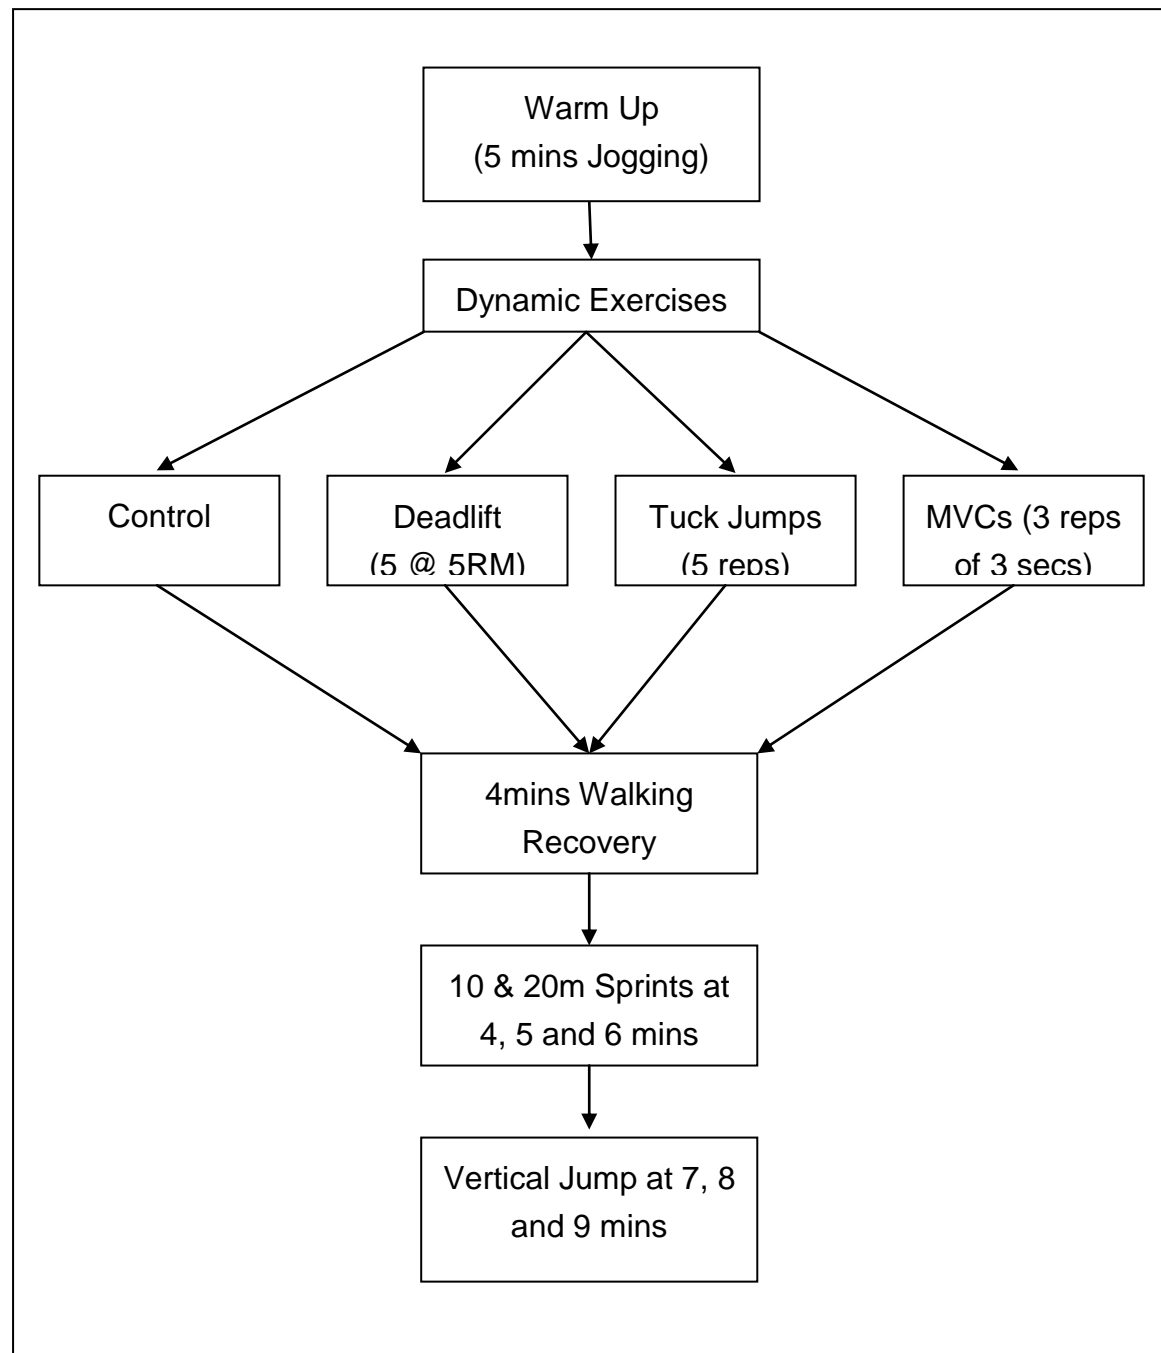 Warm Up
(5 mins Jogging)
Dynamic Exercises
Control
Deadlift
(5 @ 5RM)
Tuck Jumps
(5 reps)
MVCs (3 reps
of 3 secs)
4mins Walking
Recovery
10 & 20m Sprints at
4, 5 and 6 mins
Vertical Jump at 7, 8
and 9 mins